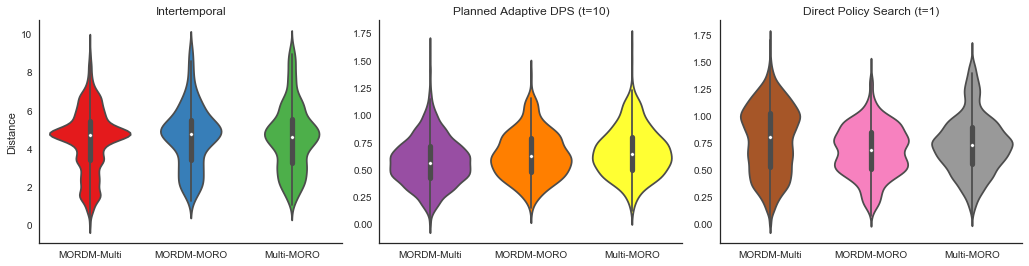 Intertemporal
Planned Adaptive DPS (t=10)
Direct Policy Search (t=1)
Distance
10
8
6
4
2
0
MORDM-Multi
MORDM-MORO
Multi-MORO
1.75
1.50
1.25
1.00
0.75
0.50
0.25
0.00
MORDM-Multi
MORDM-MORO
Multi-MORO
1.75
1.50
1.25
1.00
0.75
0.50
0.25
0.00
MORDM-Multi
MORDM-MORO
Multi-MORO